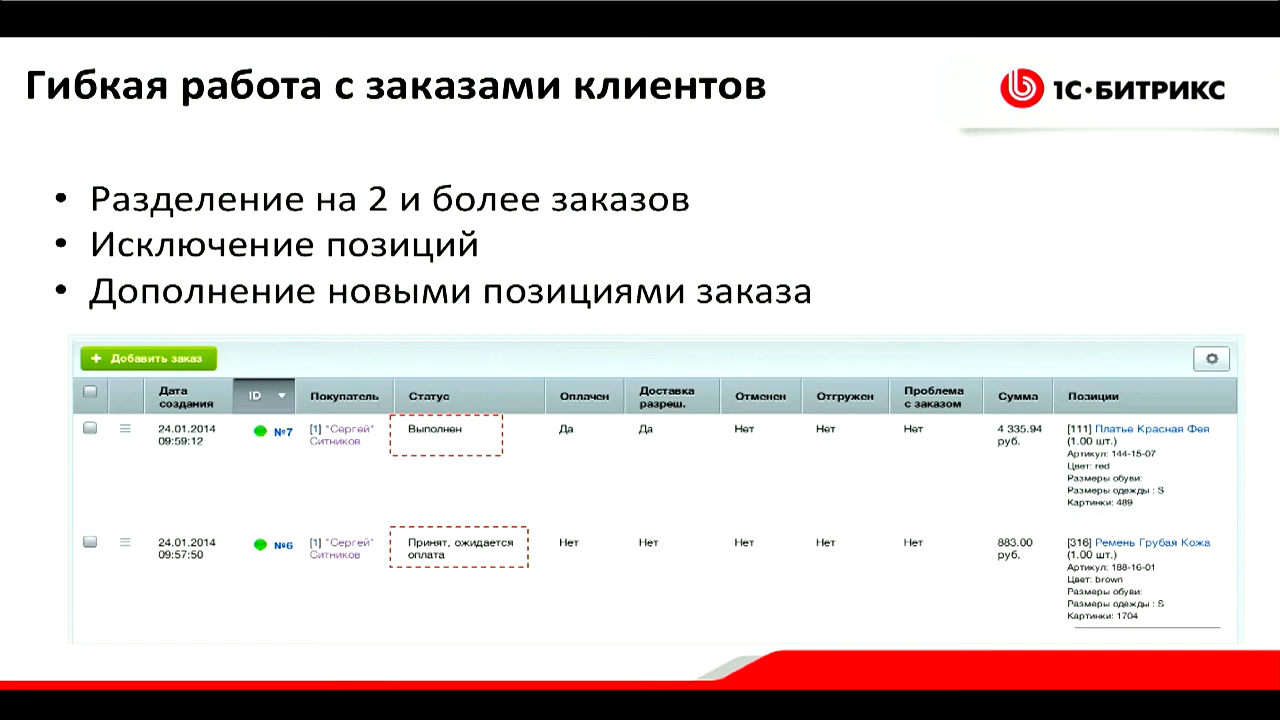 Гибкая работа с заказами клиентов
1С·БИТРИКС
• Разделение на 2 и более заказов
• Исключение позиций
• Дополнение новыми позициями заказа
+ Добавить заказ
Дата создания ID Покупатель Статус Оплачен Доставка разреш. Отменен Отгружен Проблема с заказом Сумма Позиции
24.01.2014 №7 [1] "Сергей" Выполнен Да Да Нет Нет Нет 4 335.94 [111] Платье Красная Фея
09:59:12 Ситников руб. (1.00 шт.)
Артикул: 144-15-07
Цвет: red
Размеры обуви:
Размеры одежды : S
Картинки: 489
24.01.2014 №6 [1] "Сергей" Принят, ожидается Нет Нет Нет Нет Нет 883.00 [316] Ремень Грубая Кожа
09:57:50 Ситников оплата руб. (1.00 шт.)
Артикул: 188-16-01
Цвет: brown
Размеры обуви:
Размеры одежды : S
Картинки: 1704